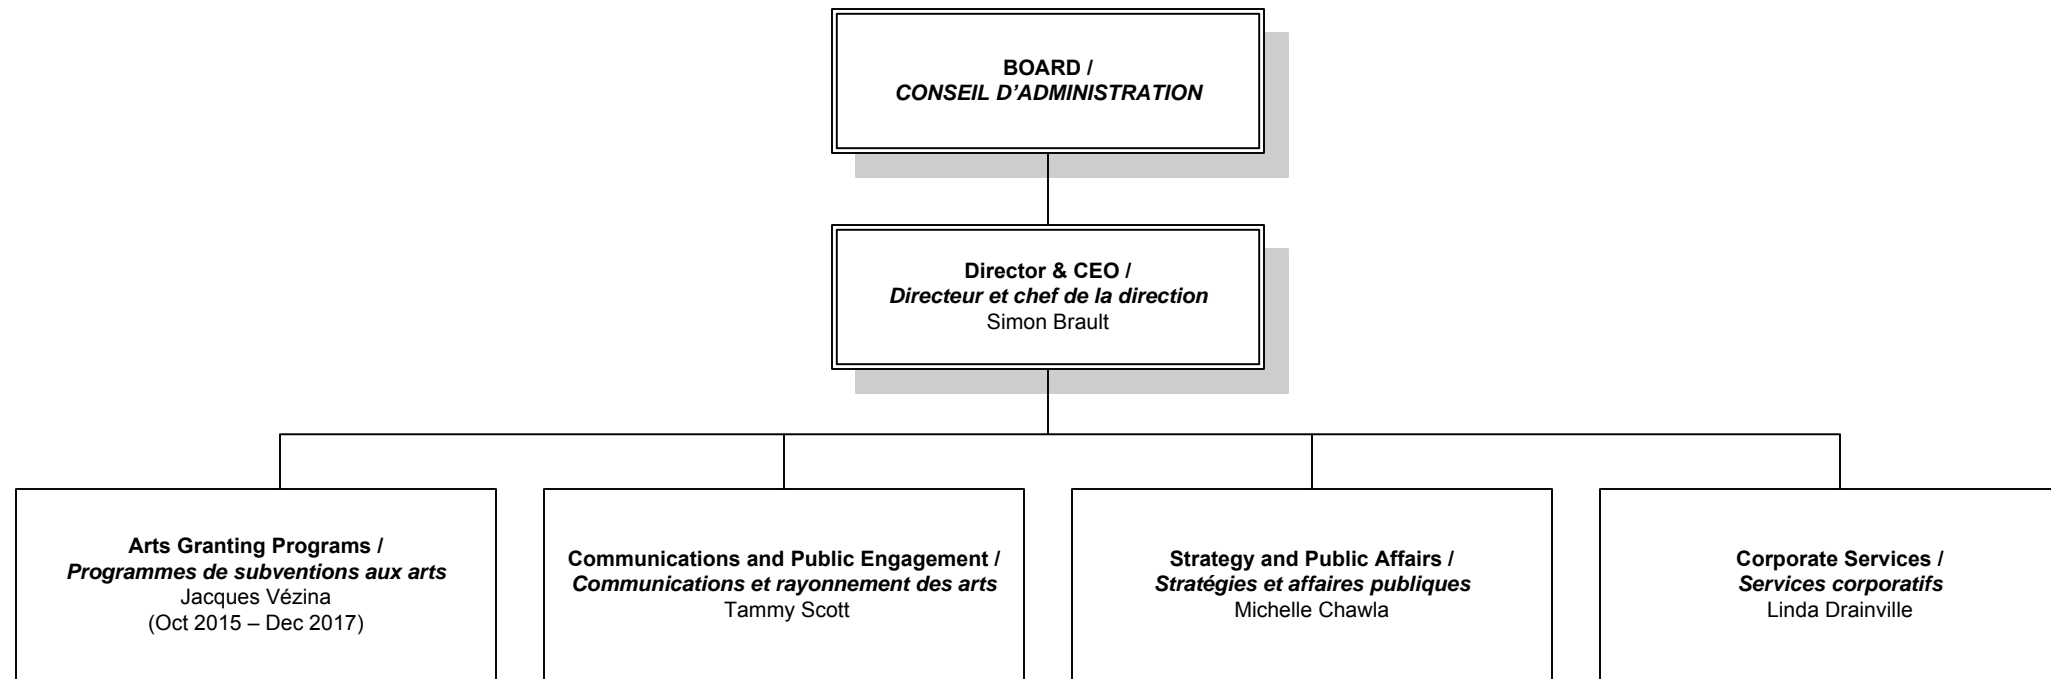 BOARD /
CONSEIL D’ADMINISTRATION
Director & CEO /
Directeur et chef de la direction
Simon Brault
Arts Granting Programs /
Programmes de subventions aux arts
Jacques Vézina
(Oct 2015 – Dec 2017)
Communications and Public Engagement /
Communications et rayonnement des arts
Tammy Scott
Strategy and Public Affairs /
Stratégies et affaires publiques
Michelle Chawla
Corporate Services /
Services corporatifs
Linda Drainville